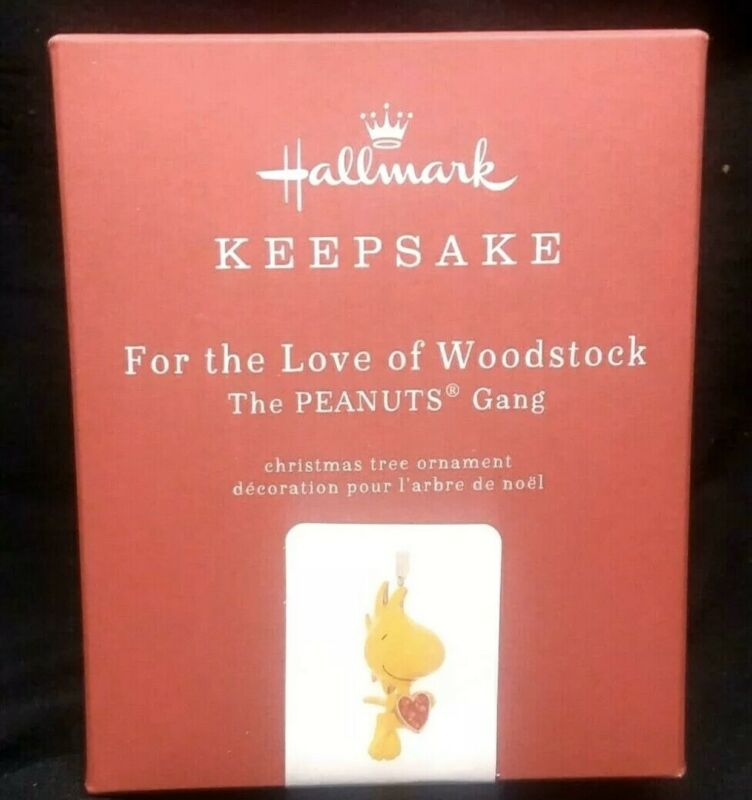 Hallmark
KEEPSAKE
For the Love of Woodstock
The PEANUTS® Gang
christmas tree ornament
décoration pour l'arbre de noël